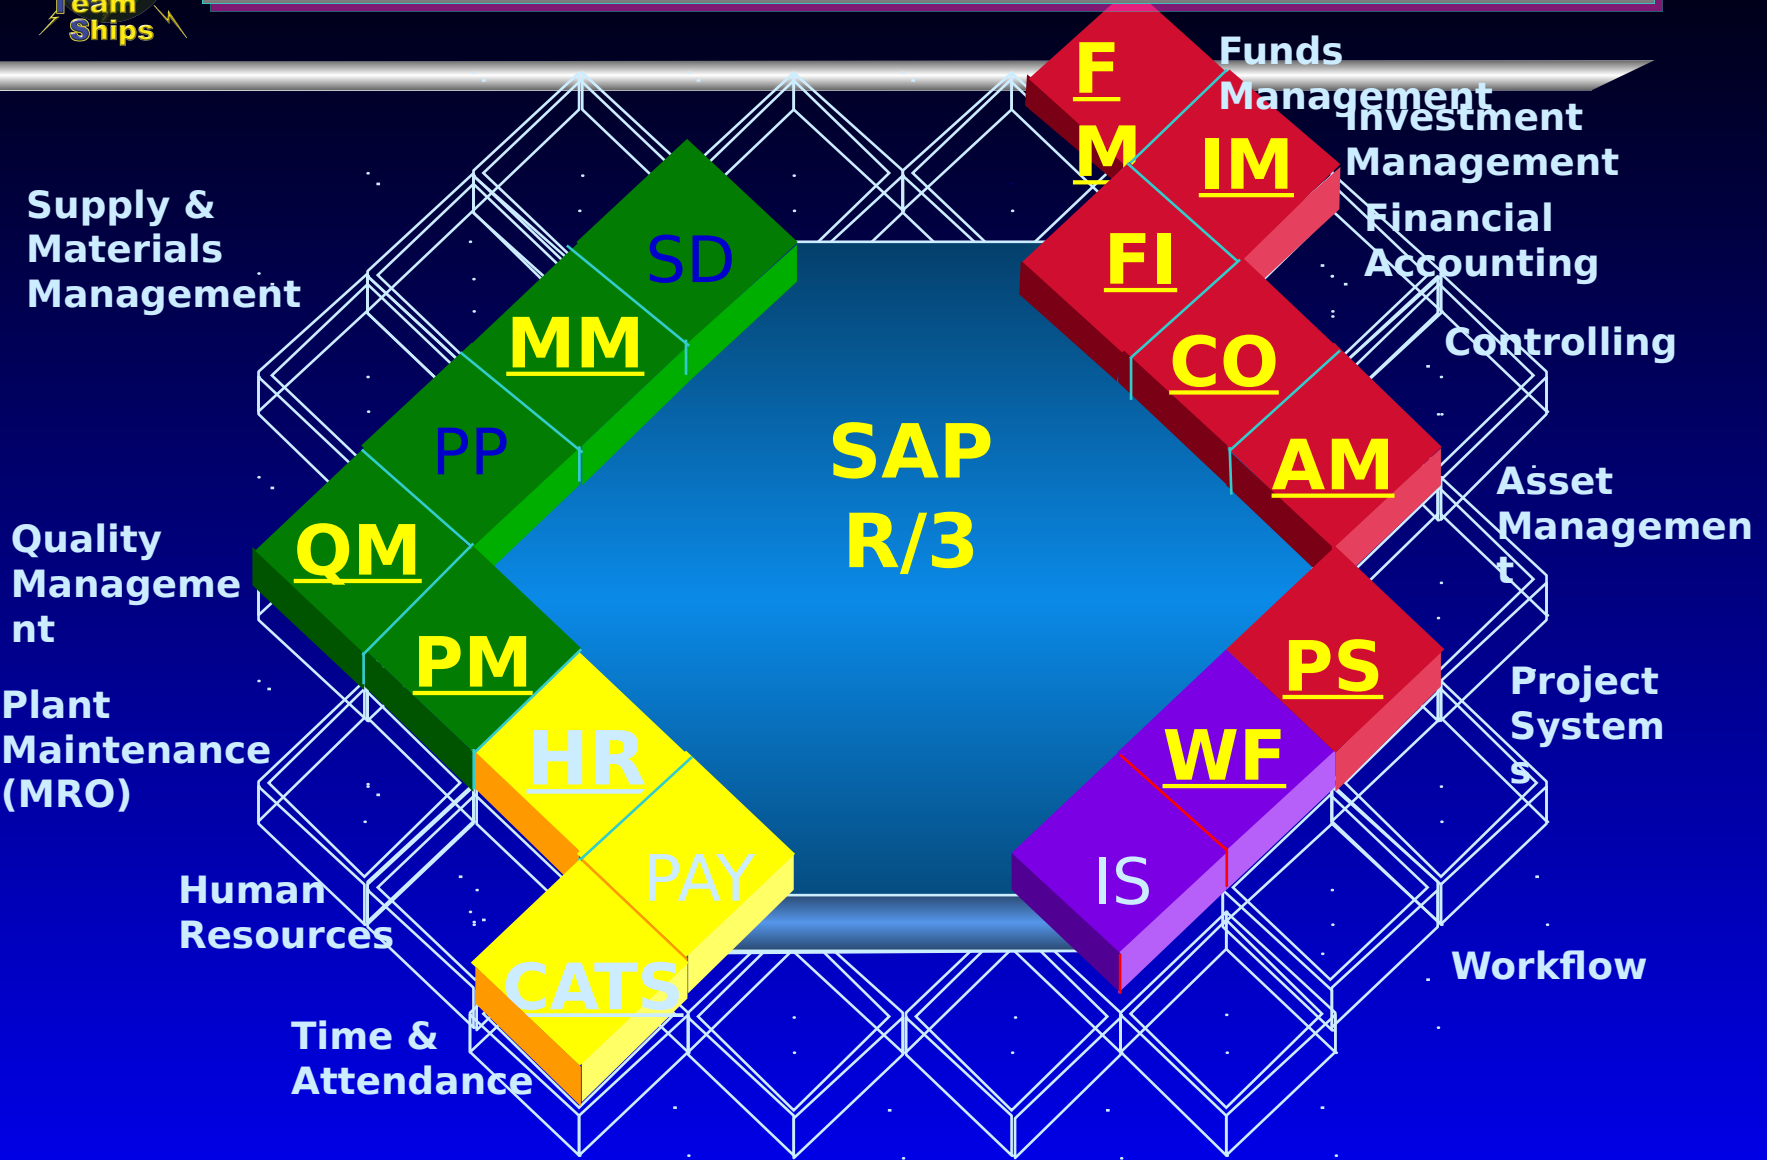 Team
Ships
F
M
Funds
Management
IM
Investment
Management
Supply &
Materials
Management
SD
FI
Financial
Accounting
MM
CO
Controlling
PP
SAP
R/3
AM
Asset
Managemen
t
QM
Quality
Manageme
nt
PM
PS
Project
System
s
Plant
Maintenance
(MRO)
HR
WF
PAY
IS
Human
Resources
CATS
Workflow
Time &
Attendance